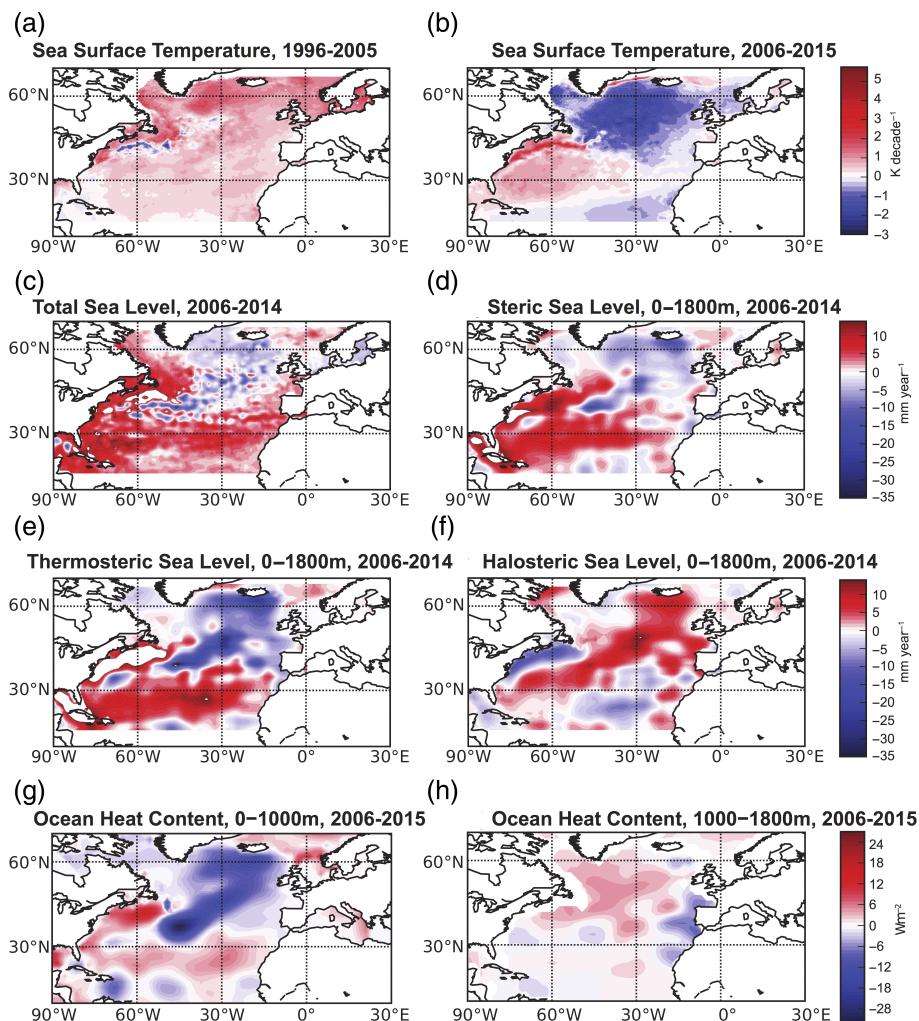 (a)
(b)
Sea Surface Temperature, 1996-2005
Sea Surface Temperature, 2006-2015
60°N
30°N
90°W 60°W 30°W 0° 30°E
60°N
30°N
90°W 60°W 30°W 0° 30°E
5
4
3
2
1
0
−1
−2
−3
K decade⁻¹
(c)
(d)
Total Sea Level, 2006-2014
Steric Sea Level, 0−1800m, 2006-2014
60°N
30°N
90°W 60°W 30°W 0° 30°E
60°N
30°N
90°W 60°W 30°W 0° 30°E
10
5
0
−5
−10
−15
−20
−25
−30
−35
mm year⁻¹
(e)
(f)
Thermosteric Sea Level, 0−1800m, 2006-2014
Halosteric Sea Level, 0−1800m, 2006-2014
60°N
30°N
90°W 60°W 30°W 0° 30°E
60°N
30°N
90°W 60°W 30°W 0° 30°E
10
5
0
−5
−10
−15
−20
−25
−30
−35
mm year⁻¹
(g)
(h)
Ocean Heat Content, 0−1000m, 2006-2015
Ocean Heat Content, 1000−1800m, 2006-2015
60°N
30°N
90°W 60°W 30°W 0° 30°E
60°N
30°N
90°W 60°W 30°W 0° 30°E
24
18
12
6
0
−6
−12
−18
−24
−28
Wm⁻²